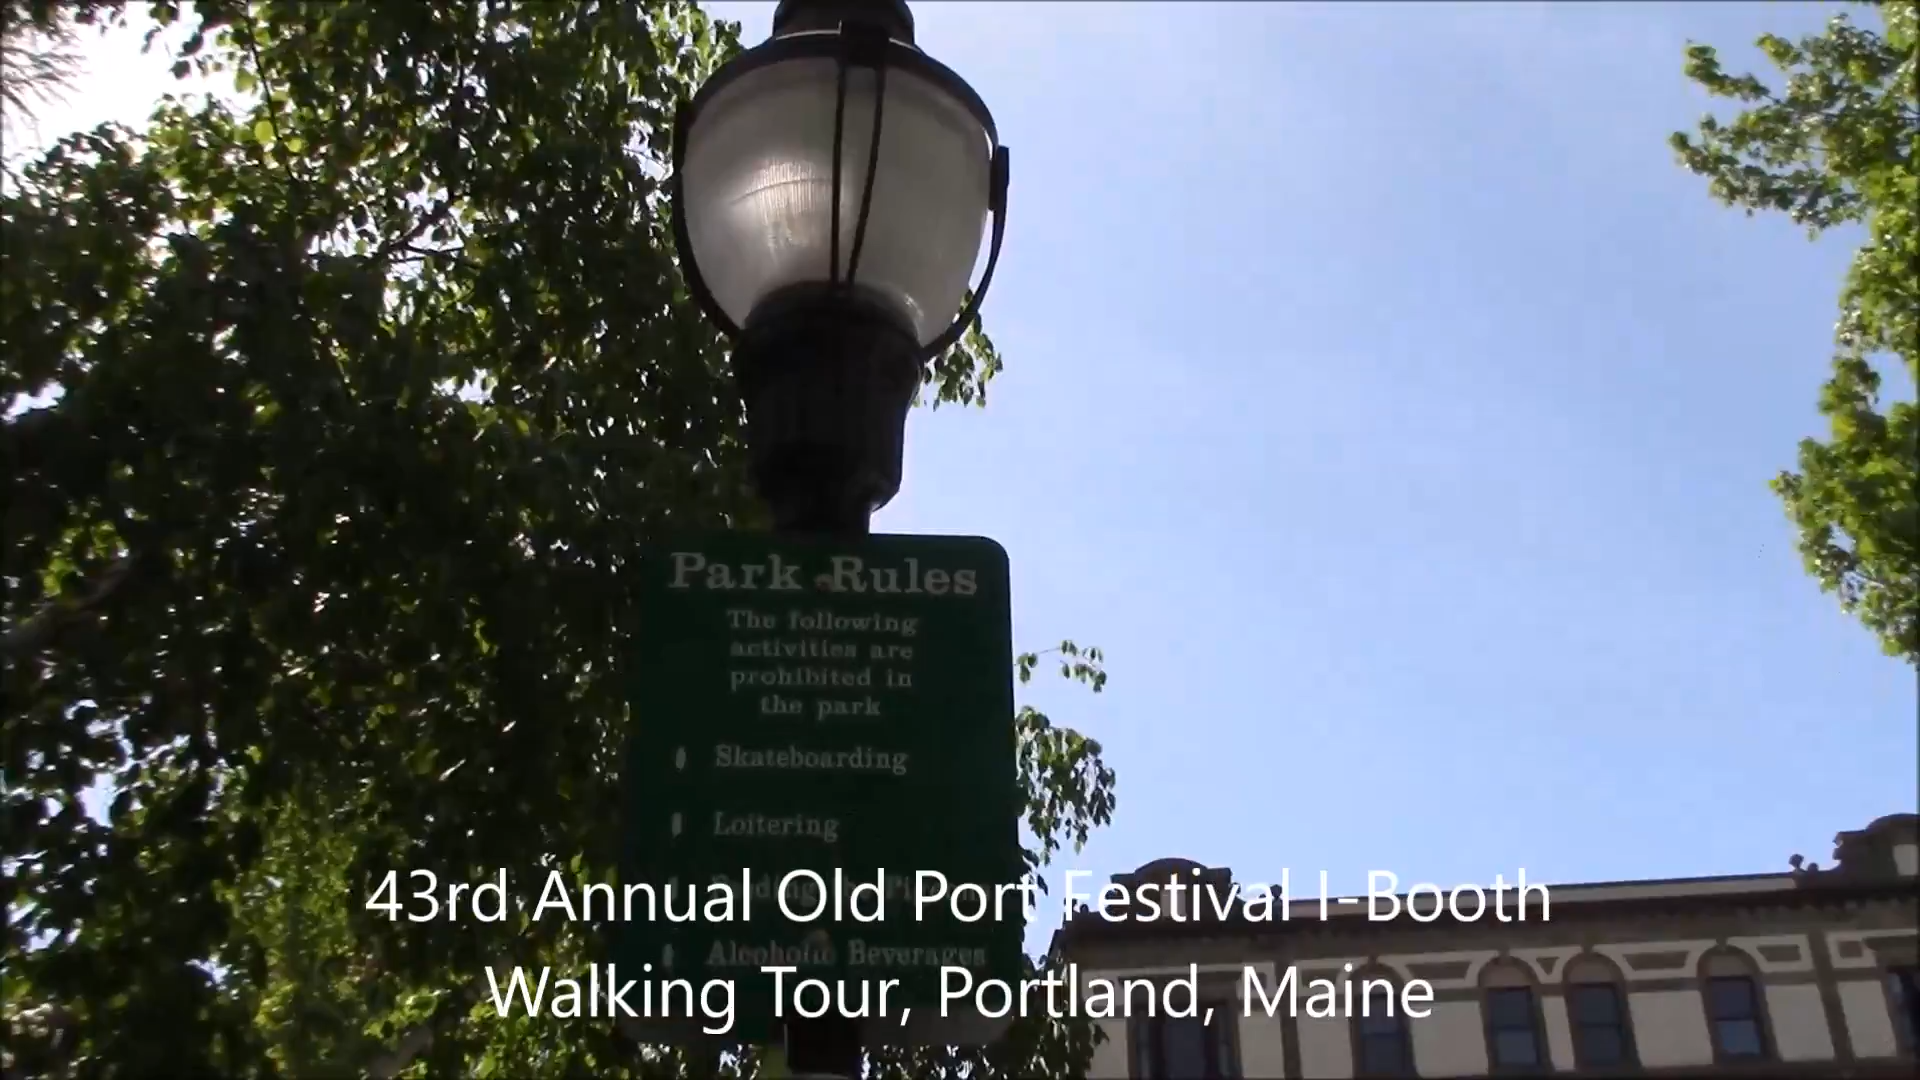 Park Rules
The following
activities are
prohibited in
the park
Skateboarding
Loitering
Alcoholic Beverages
43rd Annual Old Port Festival I-Booth
Walking Tour, Portland, Maine